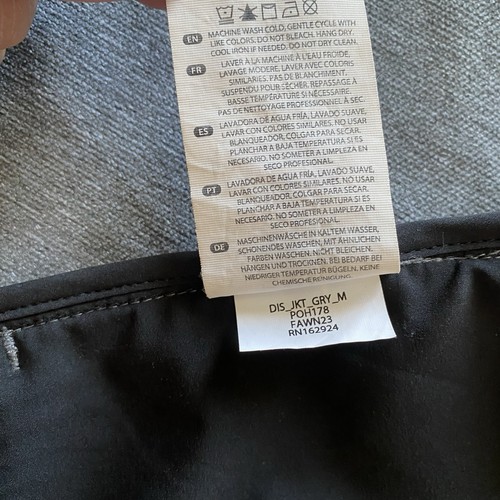 EN MACHINE WASH COLD, GENTLE CYCLE WITH
LIKE COLORS. DO NOT BLEACH. HANG DRY.
COOL IRON IF NEEDED. DO NOT DRY CLEAN.
FR LAVER À LA MACHINE À L'EAU FROIDE,
LAVAGE MODERE, LAVER AVEC COLORIS
SIMILAIRES. PAS DE BLANCHIMENT.
SUSPENDU POUR SÉCHER, REPASSAGE À
BASSE TEMPÉRATURE SI NÉCESSAIRE.
PAS DE NETTOYAGE PROFESSIONNEL À SEC.
ES LAVADORA DE AGUA FRÍA, LAVADO SUAVE,
LAVAR CON COLORES SIMILARES. NO USAR
BLANQUEADOR, COLGAR PARA SECAR.
PLANCHAR A BAJA TEMPERATURA SI ES
NECESARIO. NO SOMETER A LIMPIEZA EN
SECO PROFESIONAL.
PT LAVADORA DE AGUA FRÍA, LAVADO SUAVE,
LAVAR CON COLORES SIMILARES. NO USAR
BLANQUEADOR, COLGAR PARA SECAR.
PLANCHAR A BAJA TEMPERATURA SI ES
NECESARIO. NO SOMETER A LIMPIEZA EN
SECO PROFESIONAL.
DE MASCHINENWÄSCHE IN KALTEM WASSER,
SCHONENDES WASCHEN, MIT ÄHNLICHEN
FARBEN WASCHEN. NICHT BLEICHEN.
HÄNGEN UND TROCKNEN. BEI BEDARF BEI
NIEDRIGER TEMPERATUR BÜGELN. KEINE
CHEMISCHE REINIGUNG.
DIS_JKT_GRY_M
POH178
FAWN23
RN162924